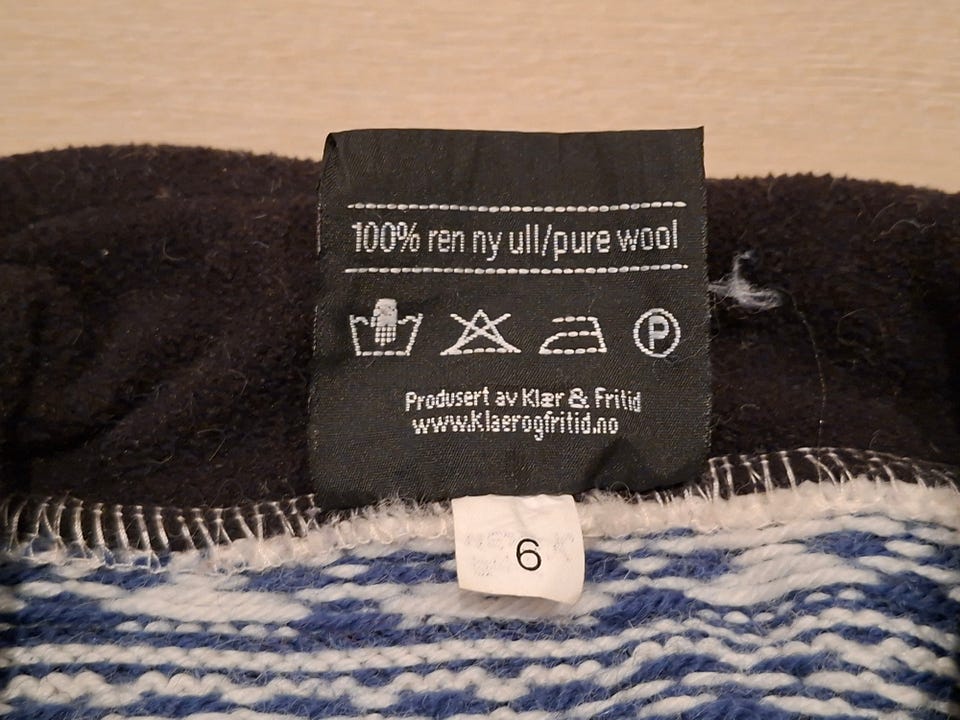 100% ren ny ull/pure wool
P
Produsert av Klær & Fritid
www.klaerogfritid.no
6